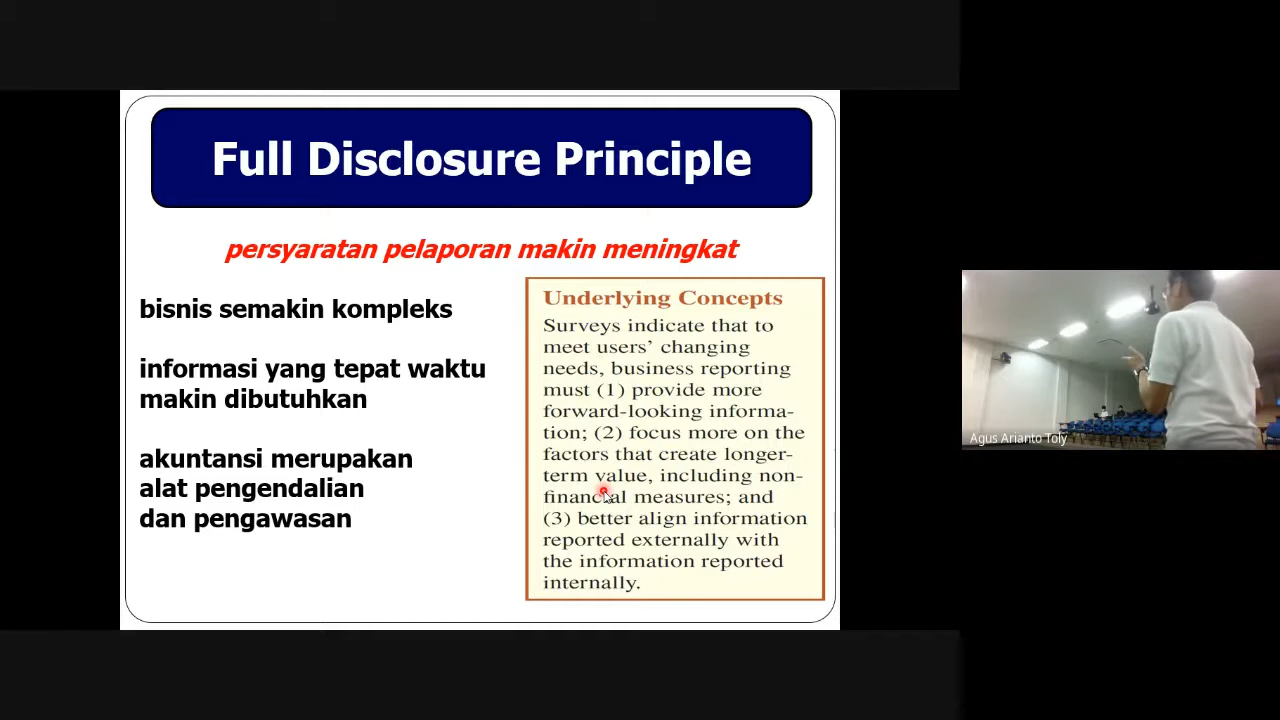 Full Disclosure Principle
persyaratan pelaporan makin meningkat
bisnis semakin kompleks
informasi yang tepat waktu
makin dibutuhkan
akuntansi merupakan
alat pengendalian
dan pengawasan
Underlying Concepts
Surveys indicate that to
meet users’ changing
needs, business reporting
must (1) provide more
forward-looking informa-
tion; (2) focus more on the
factors that create longer-
term value, including non-
financial measures; and
(3) better align information
reported externally with
the information reported
internally.
Agus Arianto Toly